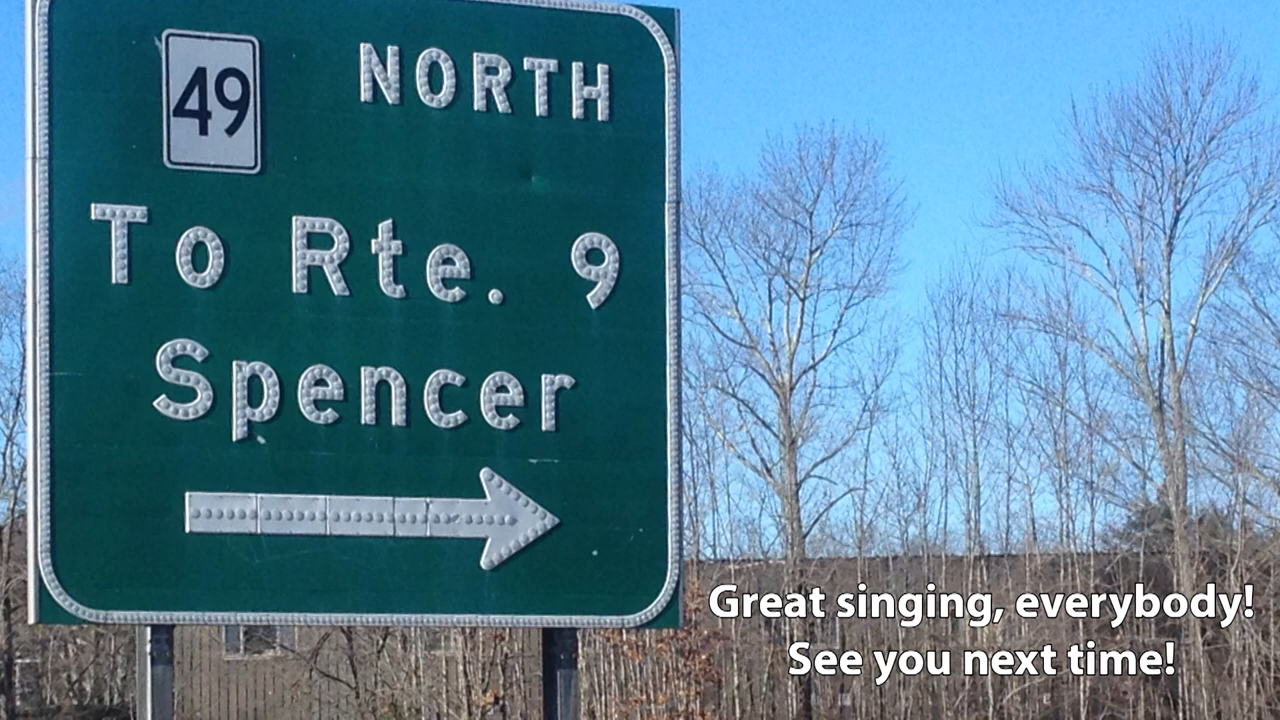 49 NORTH
To Rte. 9
Spencer
Great singing, everybody!
See you next time!